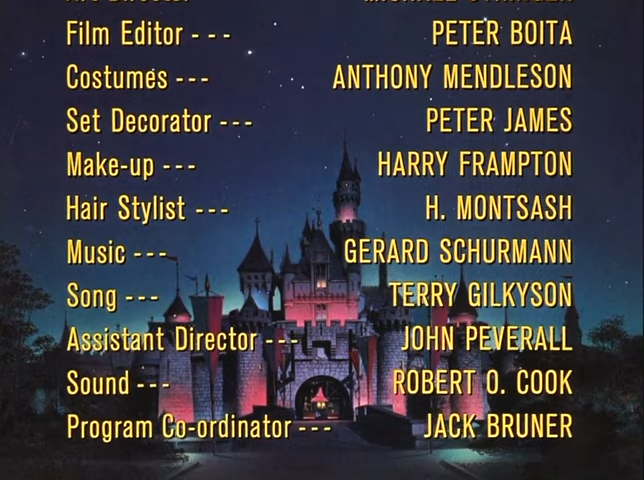 Film Editor - - - PETER BOITA
Costumes - - - ANTHONY MENDLESON
Set Decorator - - - PETER JAMES
Make-up - - - HARRY FRAMPTON
Hair Stylist - - - H. MONTSASH
Music - - - GERARD SCHURMANN
Song - - - TERRY GILKYSON
Assistant Director - - - JOHN PEVERALL
Sound - - - ROBERT O. COOK
Program Co-ordinator - - - JACK BRUNER